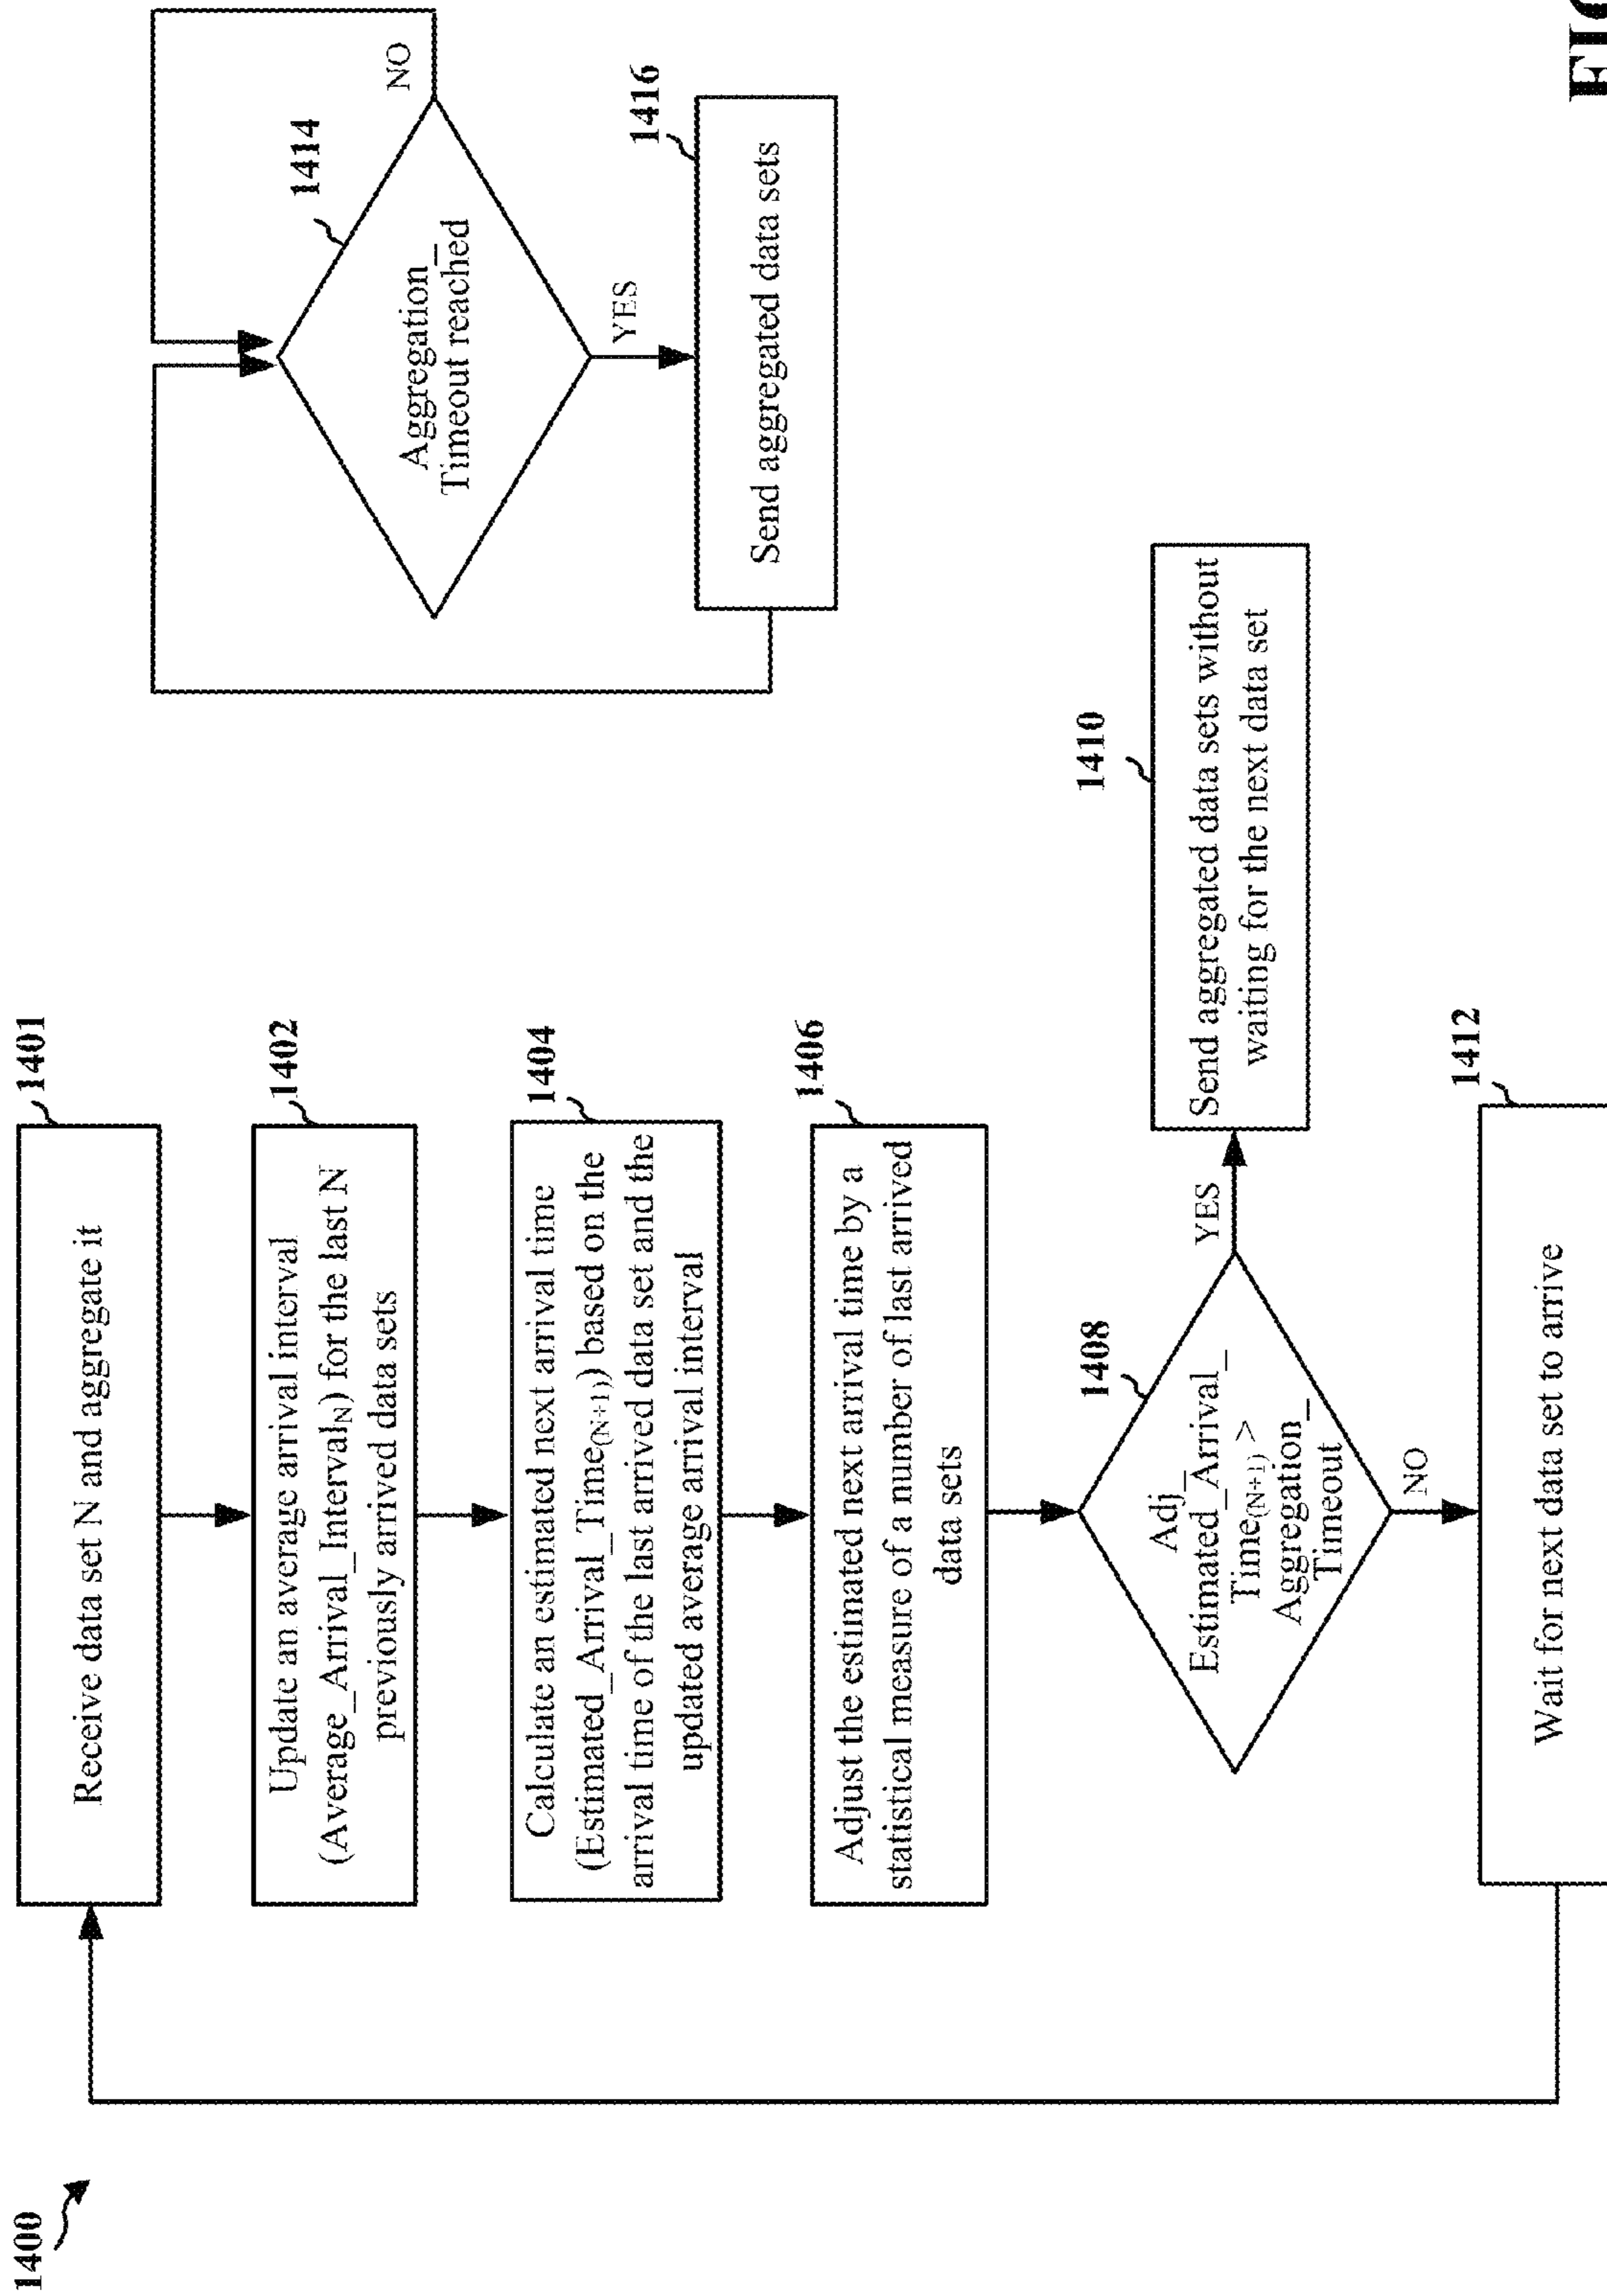 1400
1401
Receive data set N and aggregate it
1402
Update an average arrival interval
(Average_Arrival_Interval_N) for the last N
previously arrived data sets
1404
Calculate an estimated next arrival time
(Estimated_Arrival_Time_(N+1)) based on the
arrival time of the last arrived data set and the
updated average arrival interval
1406
Adjust the estimated next arrival time by a
statistical measure of a number of last arrived
data sets
1408
Adj_
Estimated_Arrival_
Time_(N+1) >
Aggregation_
Timeout
YES
NO
1410
Send aggregated data sets without
waiting for the next data set
1412
Wait for next data set to arrive
1414
Aggregation_
Timeout reached
NO
YES
1416
Send aggregated data sets